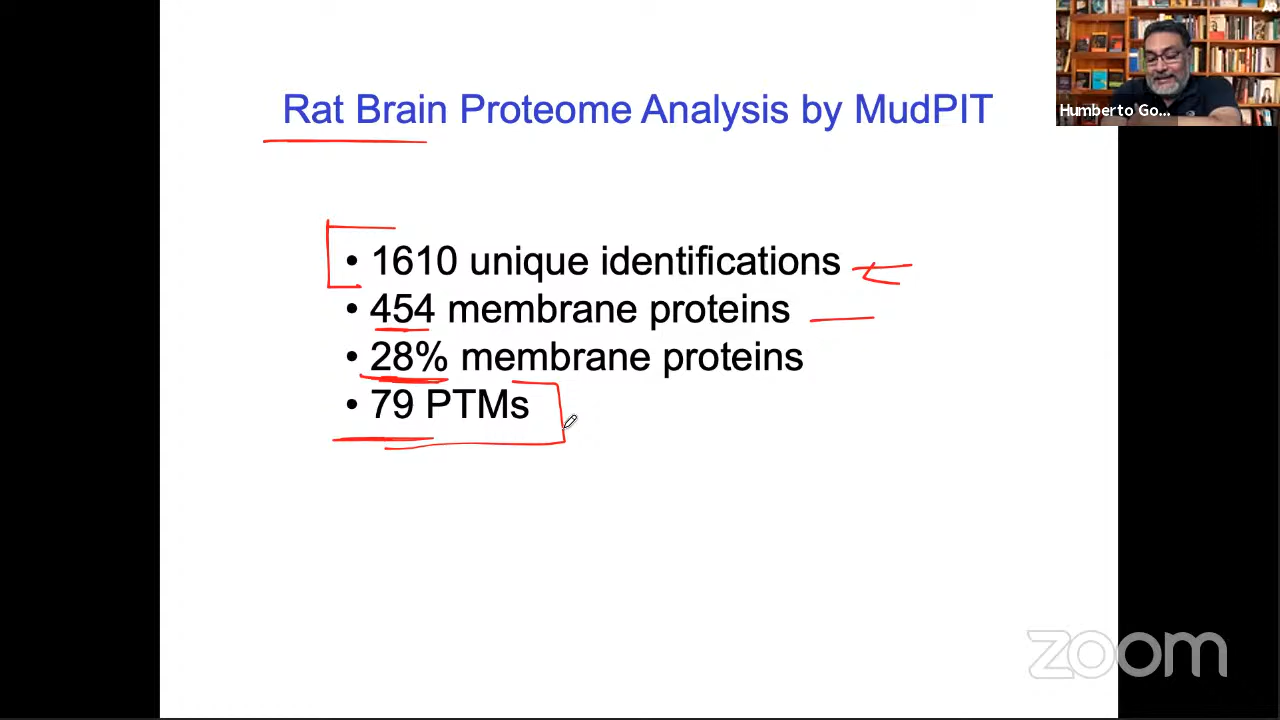 Rat Brain Proteome Analysis by MudPIT
Humberto Go...
• 1610 unique identifications
• 454 membrane proteins
• 28% membrane proteins
• 79 PTMs
zoom